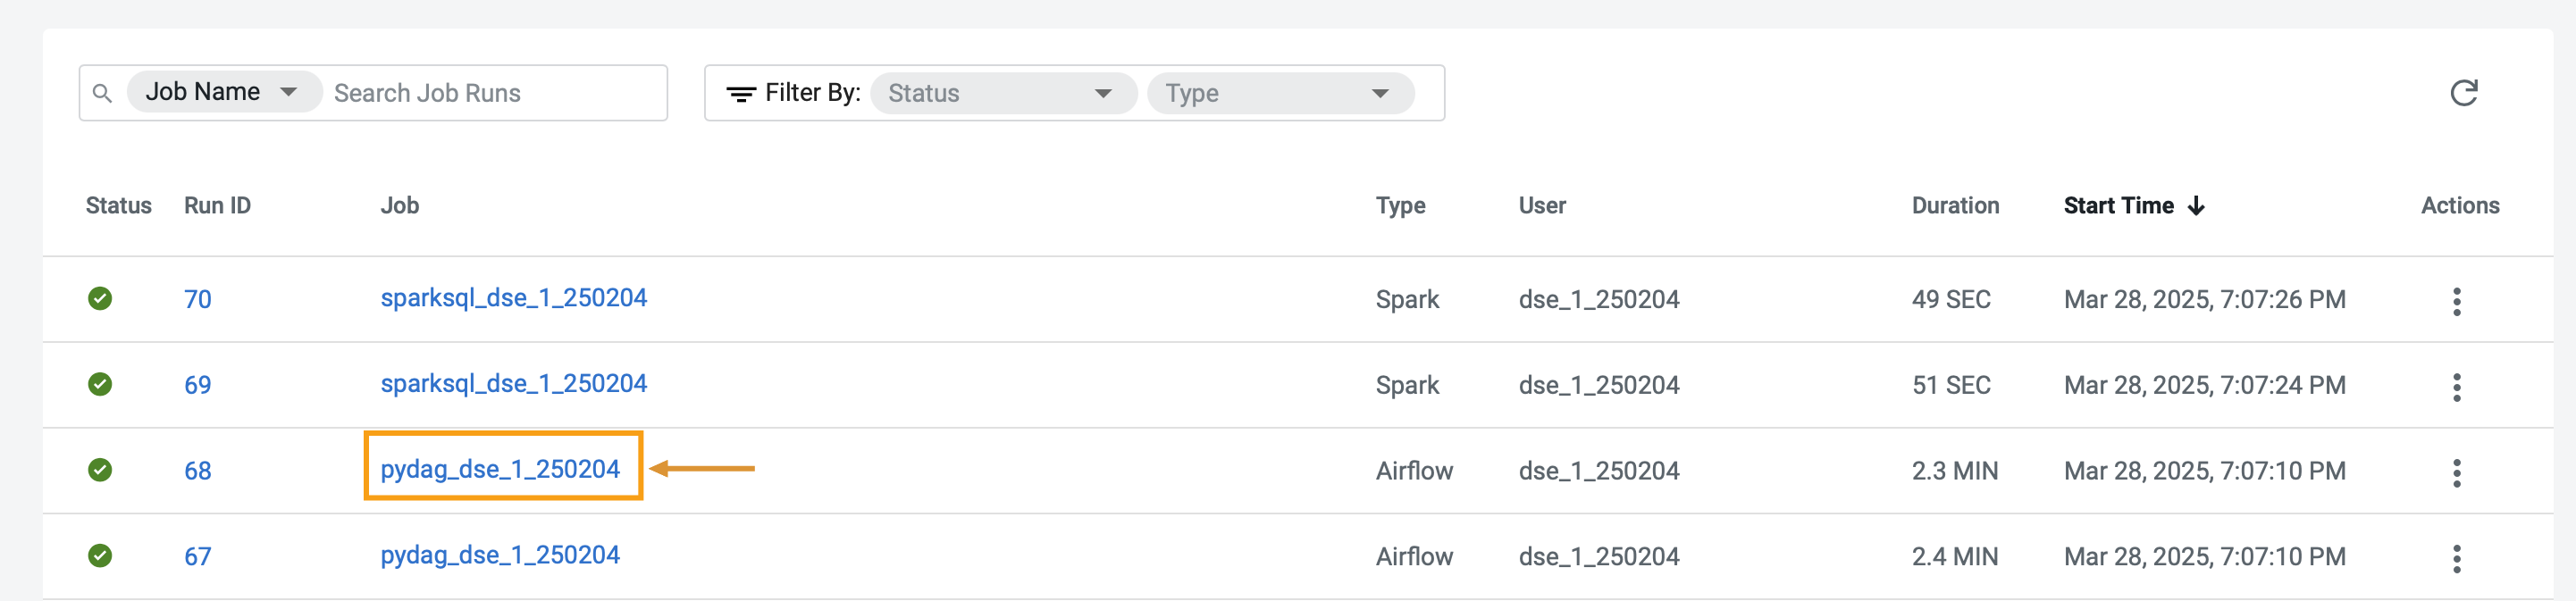 Job Name Search Job Runs Filter By: Status Type
Status Run ID Job Type User Duration Start Time Actions
70 sparksql_dse_1_250204 Spark dse_1_250204 49 SEC Mar 28, 2025, 7:07:26 PM
69 sparksql_dse_1_250204 Spark dse_1_250204 51 SEC Mar 28, 2025, 7:07:24 PM
68 pydag_dse_1_250204 Airflow dse_1_250204 2.3 MIN Mar 28, 2025, 7:07:10 PM
67 pydag_dse_1_250204 Airflow dse_1_250204 2.4 MIN Mar 28, 2025, 7:07:10 PM